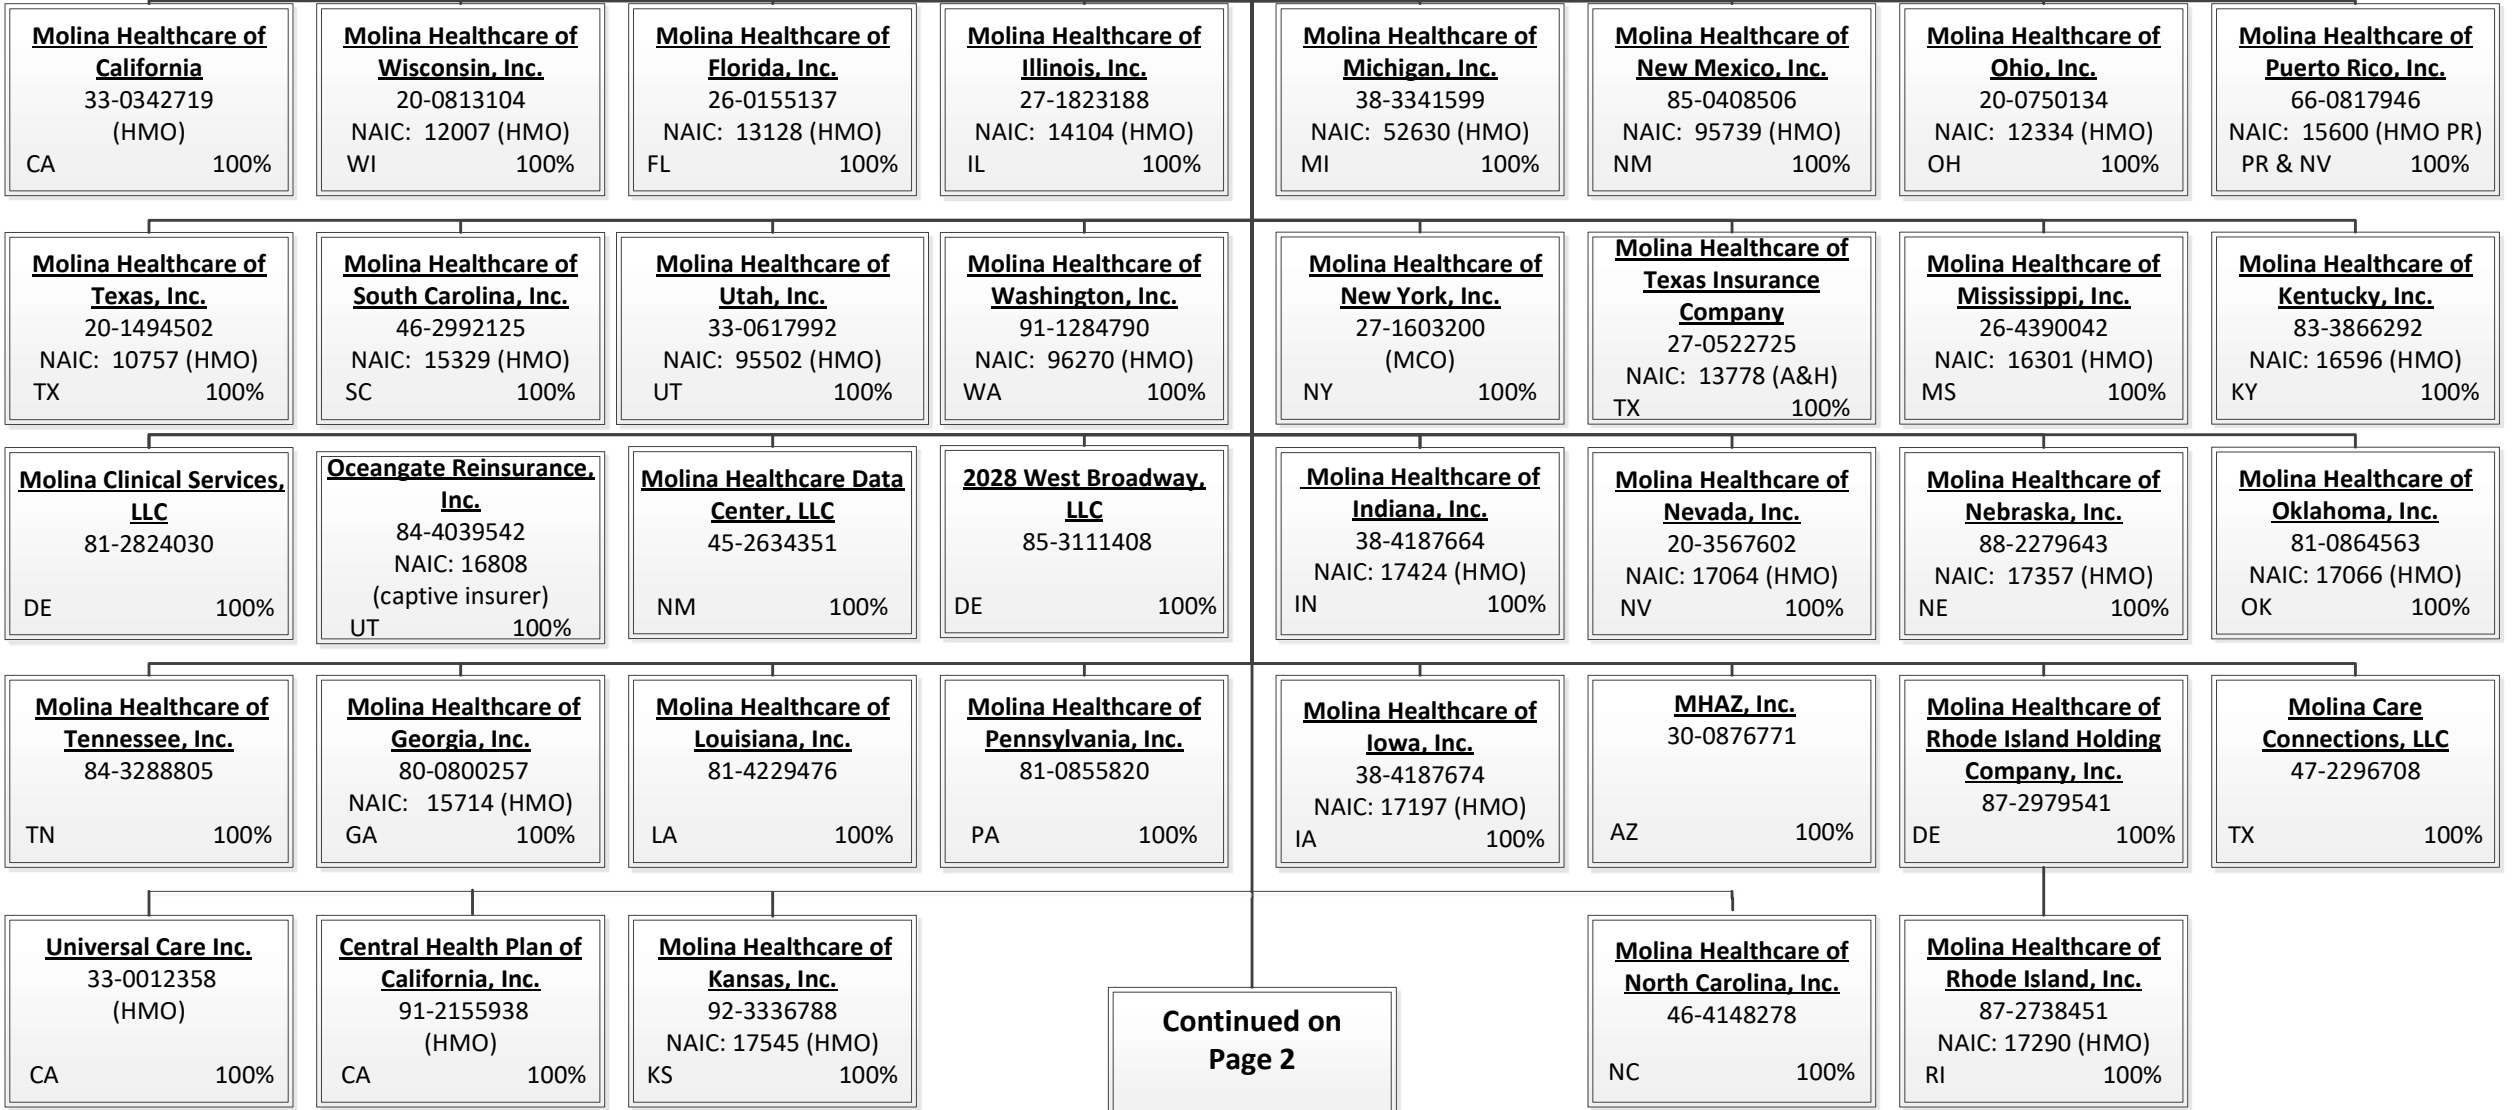 Molina Healthcare of
California
33-0342719
(HMO)
CA 100%
Molina Healthcare of
Wisconsin, Inc.
20-0813104
NAIC: 12007 (HMO)
WI 100%
Molina Healthcare of
Florida, Inc.
26-0155137
NAIC: 13128 (HMO)
FL 100%
Molina Healthcare of
Illinois, Inc.
27-1823188
NAIC: 14104 (HMO)
IL 100%
Molina Healthcare of
Michigan, Inc.
38-3341599
NAIC: 52630 (HMO)
MI 100%
Molina Healthcare of
New Mexico, Inc.
85-0408506
NAIC: 95739 (HMO)
NM 100%
Molina Healthcare of
Ohio, Inc.
20-0750134
NAIC: 12334 (HMO)
OH 100%
Molina Healthcare of
Puerto Rico, Inc.
66-0817946
NAIC: 15600 (HMO PR)
PR & NV 100%
Molina Healthcare of
Texas, Inc.
20-1494502
NAIC: 10757 (HMO)
TX 100%
Molina Healthcare of
South Carolina, Inc.
46-2992125
NAIC: 15329 (HMO)
SC 100%
Molina Healthcare of
Utah, Inc.
33-0617992
NAIC: 95502 (HMO)
UT 100%
Molina Healthcare of
Washington, Inc.
91-1284790
NAIC: 96270 (HMO)
WA 100%
Molina Healthcare of
New York, Inc.
27-1603200
(MCO)
NY 100%
Molina Healthcare of
Texas Insurance
Company
27-0522725
NAIC: 13778 (A&H)
TX 100%
Molina Healthcare of
Mississippi, Inc.
26-4390042
NAIC: 16301 (HMO)
MS 100%
Molina Healthcare of
Kentucky, Inc.
83-3866292
NAIC: 16596 (HMO)
KY 100%
Molina Clinical Services,
LLC
81-2824030
DE 100%
Oceangate Reinsurance,
Inc.
84-4039542
NAIC: 16808
(captive insurer)
UT 100%
Molina Healthcare Data
Center, LLC
45-2634351
NM 100%
2028 West Broadway,
LLC
85-3111408
DE 100%
Molina Healthcare of
Indiana, Inc.
38-4187664
NAIC: 17424 (HMO)
IN 100%
Molina Healthcare of
Nevada, Inc.
20-3567602
NAIC: 17064 (HMO)
NV 100%
Molina Healthcare of
Nebraska, Inc.
88-2279643
NAIC: 17357 (HMO)
NE 100%
Molina Healthcare of
Oklahoma, Inc.
81-0864563
NAIC: 17066 (HMO)
OK 100%
Molina Healthcare of
Tennessee, Inc.
84-3288805
TN 100%
Molina Healthcare of
Georgia, Inc.
80-0800257
NAIC: 15714 (HMO)
GA 100%
Molina Healthcare of
Louisiana, Inc.
81-4229476
LA 100%
Molina Healthcare of
Pennsylvania, Inc.
81-0855820
PA 100%
Molina Healthcare of
Iowa, Inc.
38-4187674
NAIC: 17197 (HMO)
IA 100%
MHAZ, Inc.
30-0876771
AZ 100%
Molina Healthcare of
Rhode Island Holding
Company, Inc.
87-2979541
DE 100%
Molina Care
Connections, LLC
47-2296708
TX 100%
Universal Care Inc.
33-0012358
(HMO)
CA 100%
Central Health Plan of
California, Inc.
91-2155938
(HMO)
CA 100%
Molina Healthcare of
Kansas, Inc.
92-3336788
NAIC: 17545 (HMO)
KS 100%
Continued on
Page 2
Molina Healthcare of
North Carolina, Inc.
46-4148278
NC 100%
Molina Healthcare of
Rhode Island, Inc.
87-2738451
NAIC: 17290 (HMO)
RI 100%